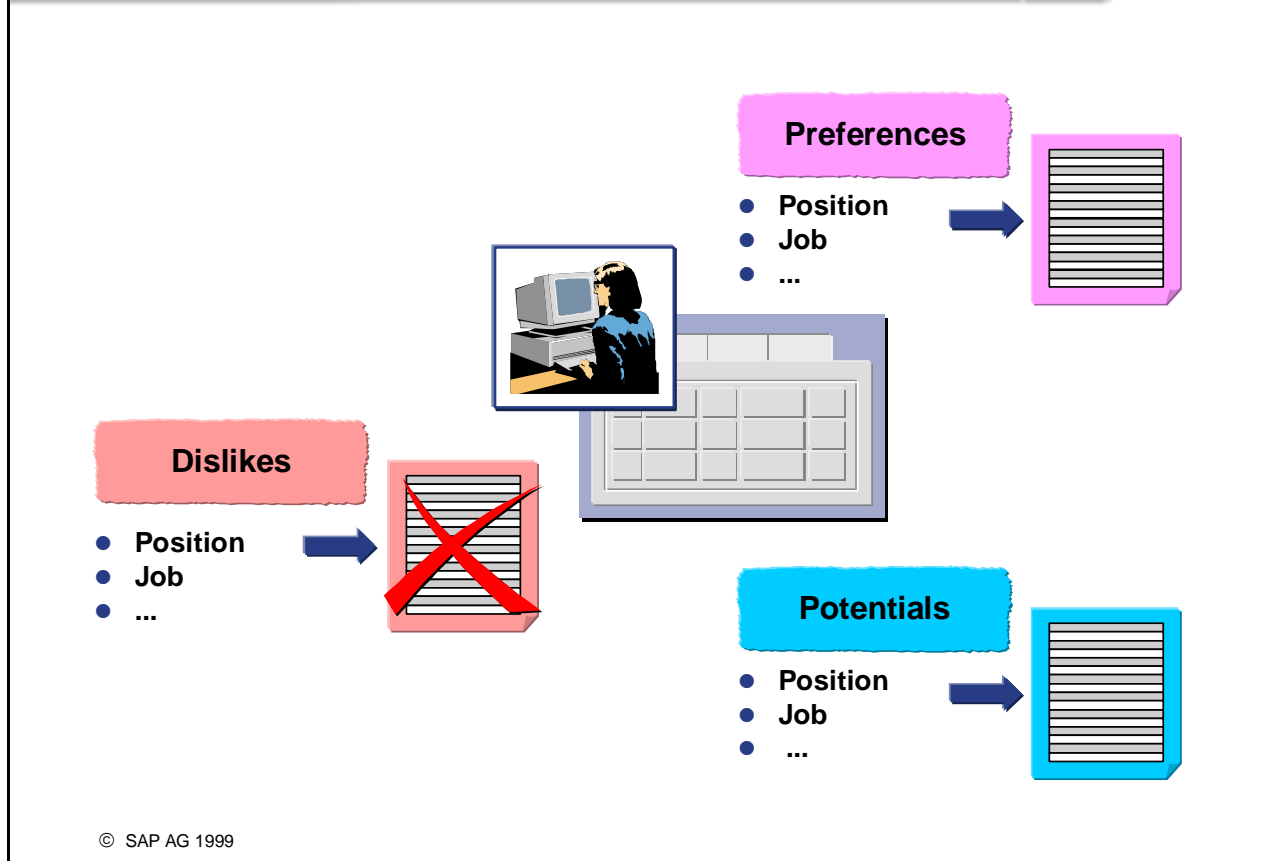 Preferences
● Position
● Job
● ...
Dislikes
● Position
● Job
● ...
Potentials
● Position
● Job
● ...
© SAP AG 1999